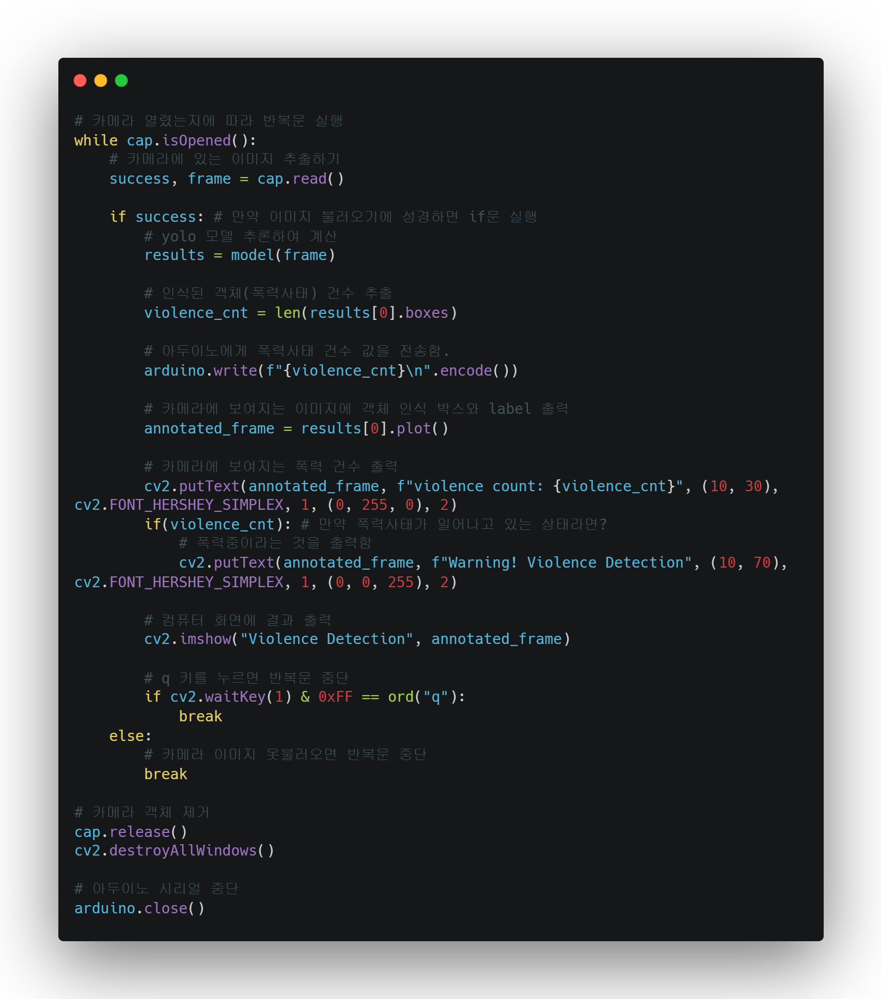 # 카메라 열렸는지에 따라 반복문 실행
while cap.isOpened():
    # 카메라에 있는 이미지 추출하기
    success, frame = cap.read()

    if success: # 만약 이미지 불러오기에 성경하면 if문 실행
        # yolo 모델 추론하여 계산
        results = model(frame)

        # 인식된 객체(폭력사태) 건수 추출
        violence_cnt = len(results[0].boxes)

        # 아두이노에게 폭력사태 건수 값을 전송함.
        arduino.write(f"{violence_cnt}\n".encode())

        # 카메라에 보여지는 이미지에 객체 인식 박스와 label 출력
        annotated_frame = results[0].plot()

        # 카메라에 보여지는 폭력 건수 출력
        cv2.putText(annotated_frame, f"violence count: {violence_cnt}", (10, 30),
cv2.FONT_HERSHEY_SIMPLEX, 1, (0, 255, 0), 2)
        if(violence_cnt): # 만약 폭력사태가 일어나고 있는 상태라면?
            # 폭력중이라는 것을 출력함
            cv2.putText(annotated_frame, f"Warning! Violence Detection", (10, 70),
cv2.FONT_HERSHEY_SIMPLEX, 1, (0, 0, 255), 2)

        # 컴퓨터 화면에 결과 출력
        cv2.imshow("Violence Detection", annotated_frame)

        # q 키를 누르면 반복문 중단
        if cv2.waitKey(1) & 0xFF == ord("q"):
            break
    else:
        # 카메라 이미지 못불러오면 반복문 중단
        break

# 카메라 객체 제거
cap.release()
cv2.destroyAllWindows()

# 아두이노 시리얼 중단
arduino.close()